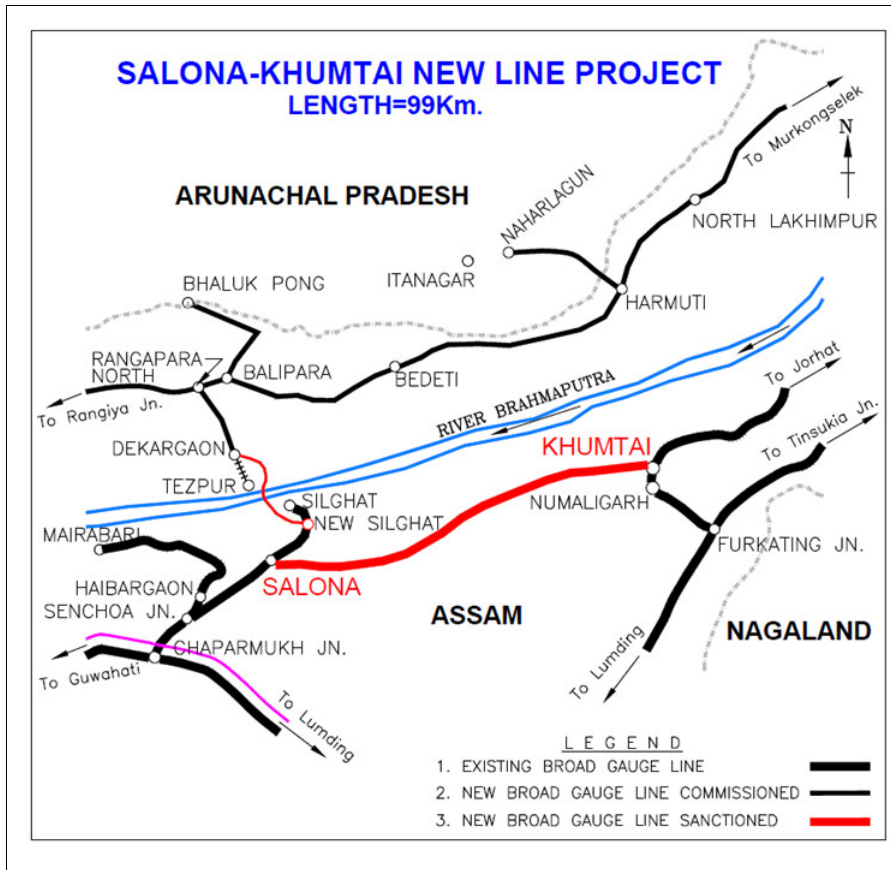 SALONA-KHUMTAI NEW LINE PROJECT
LENGTH=99Km.
To Murkongselek
N
ARUNACHAL PRADESH
NAHARLAGUN
NORTH LAKHIMPUR
ITANAGAR
BHALUK PONG
HARMUTI
RANGAPARA
NORTH
BALIPARA
BEDETI
To Rangiya Jn.
RIVER BRAHMAPUTRA
To Jorhat
To Tinsukia Jn.
DEKARGAON
KHUMTAI
TEZPUR
SILGHAT
NUMALIGARH
NEW SILGHAT
MAIRABARI
FURKATING JN.
SALONA
HAIBARGAON
SENCHOA JN.
ASSAM
NAGALAND
CHAPARMUKH JN.
To Guwahati
To Lumding
To Lumding
LEGEND
1. EXISTING BROAD GAUGE LINE
2. NEW BROAD GAUGE LINE COMMISSIONED
3. NEW BROAD GAUGE LINE SANCTIONED